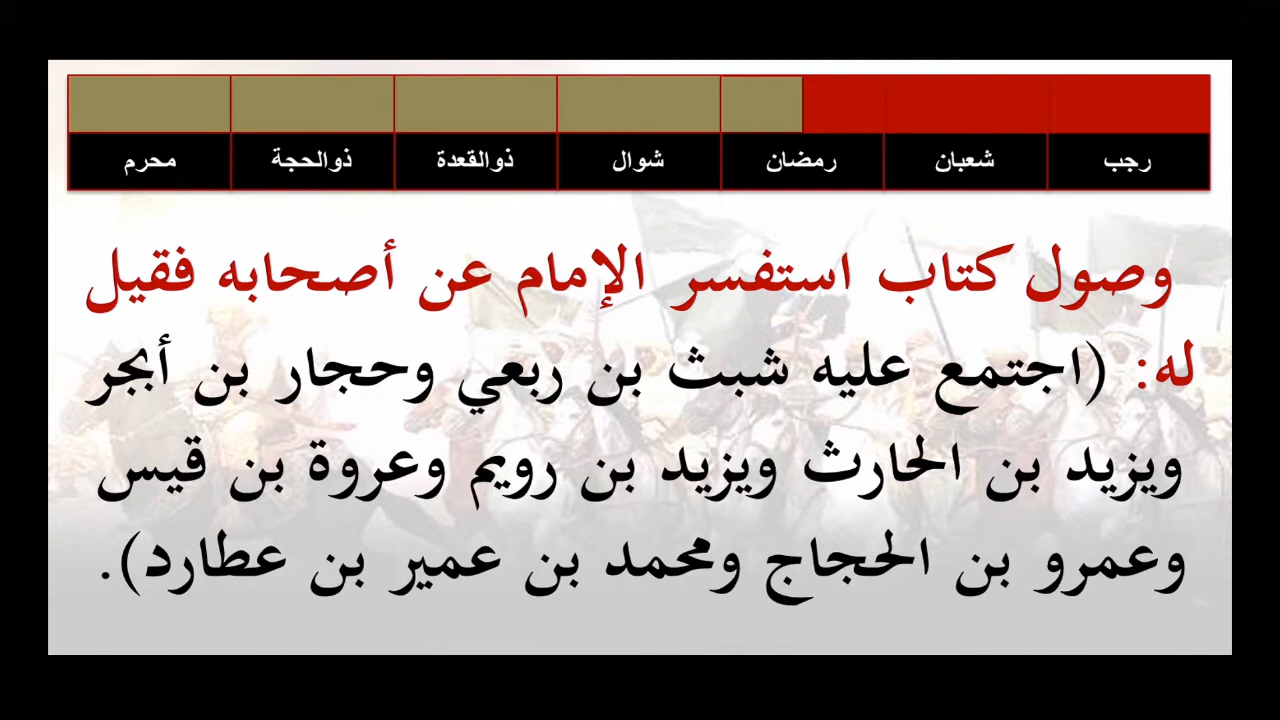 رجب شعبان رمضان شوال ذوالقعدة ذوالحجة محرم
وصول كتاب استفسر الإمام عن أصحابه فقيل
له: (اجتمع عليه شبث بن ربعي وحجار بن أبجر
ويزيد بن الحارث ويزيد بن رويم وعروة بن قيس
وعمرو بن الحجاج ومحمد بن عمير بن عطارد).